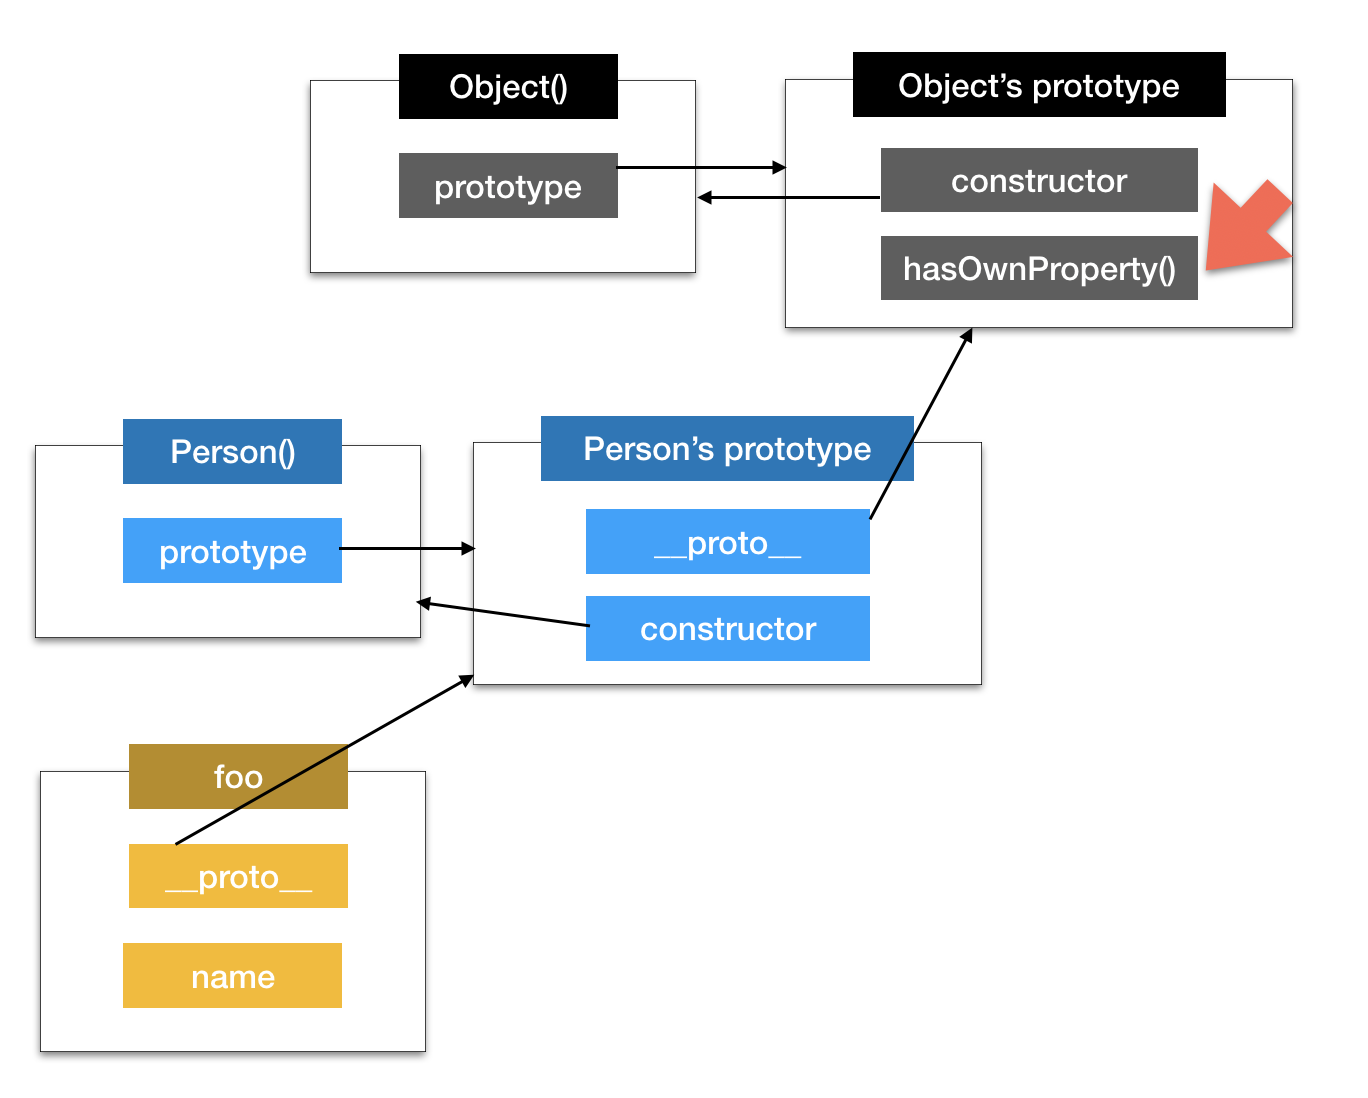 Object()
prototype
Object’s prototype
constructor
hasOwnProperty()
Person()
prototype
Person’s prototype
__proto__
constructor
foo
__proto__
name